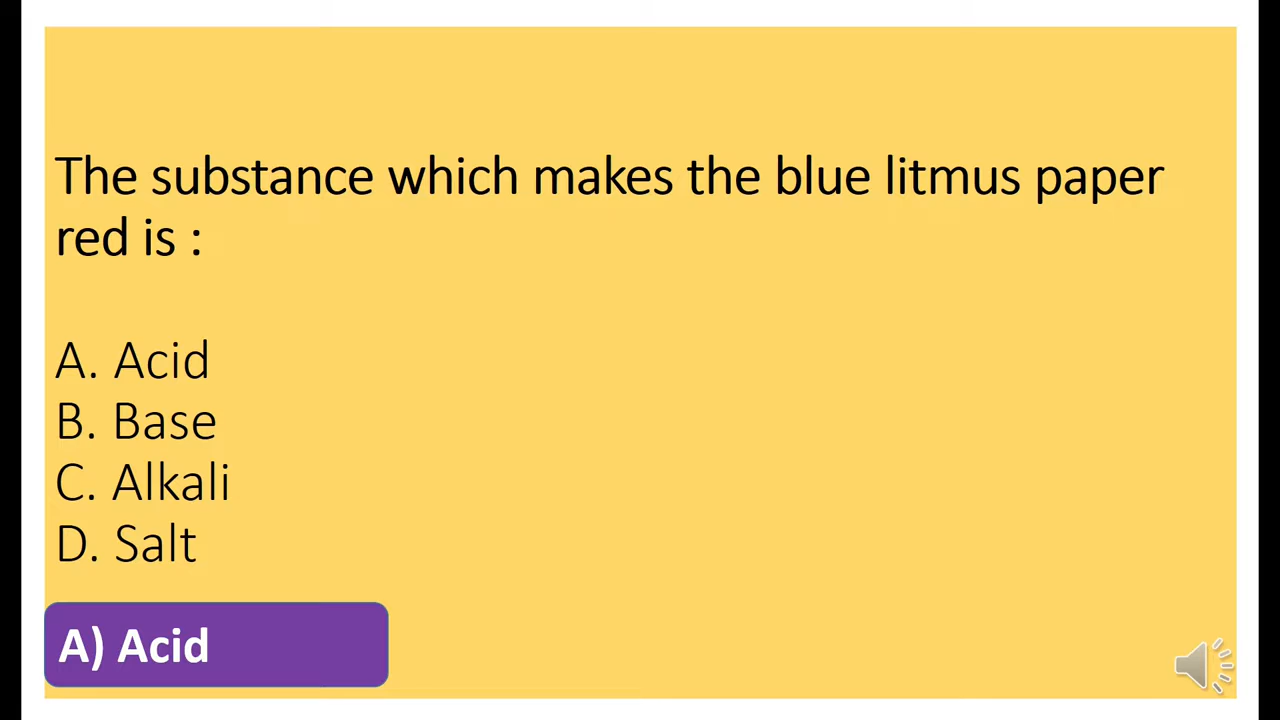 The substance which makes the blue litmus paper
red is :
A. Acid
B. Base
C. Alkali
D. Salt
A) Acid